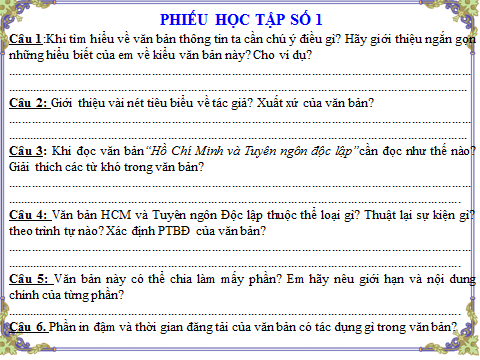 PHIẾU HỌC TẬP SỐ 1
Câu 1:Khi tìm hiểu về văn bản thông tin ta cần chú ý điều gì? Hãy giới thiệu ngắn gọn
những hiểu biết của em về kiểu văn bản này? Cho ví dụ?
Câu 2: Giới thiệu vài nét tiêu biểu về tác giả? Xuất xứ của văn bản?
Câu 3: Khi đọc văn bản “Hồ Chí Minh và Tuyên ngôn độc lập”cần đọc như thế nào?
Giải thích các từ khó trong văn bản?
Câu 4: Văn bản HCM và Tuyên ngôn Độc lập thuộc thể loại gì? Thuật lại sự kiện gì?
theo trình tự nào? Xác định PTBĐ của văn bản?
Câu 5: Văn bản này có thể chia làm mấy phần? Em hãy nêu giới hạn và nội dung
chính của từng phần?
Câu 6. Phần in đậm và thời gian đăng tải của văn bản có tác dụng gì trong văn bản?